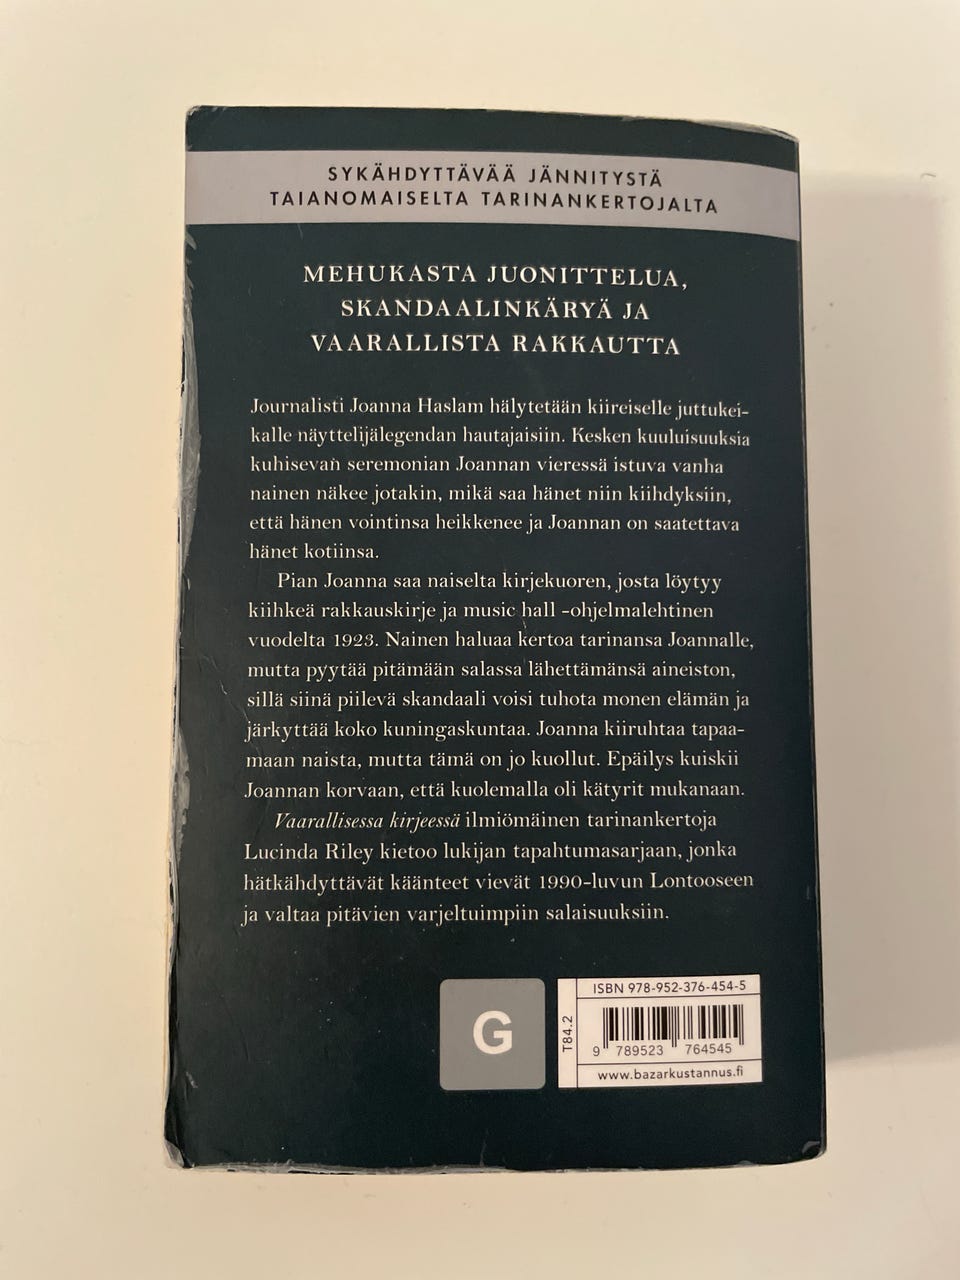 SYKÄHDYTTÄVÄÄ JÄNNITYSTÄ
TAIANOMAISELTA TARINANKERTOJALTA
MEHUKASTA JUONITTELUA,
SKANDAALINKÄRYÄ JA
VAARALLISTA RAKKAUTTA
Journalisti Joanna Haslam hälytetään kiireiselle juttukei-
kalle näyttelijälegendan hautajaisiin. Kesken kuuluisuuksia
kuhisevan seremonian Joannan vieressä istuva vanha
nainen näkee jotakin, mikä saa hänet niin kiihdyksiin,
että hänen vointinsa heikkenee ja Joannan on saatettava
hänet kotiinsa.
Pian Joanna saa naiselta kirjekuoren, josta löytyy
kiihkeä rakkauskirje ja music hall -ohjelmalehtinen
vuodelta 1923. Nainen haluaa kertoa tarinansa Joannalle,
mutta pyytää pitämään salassa lähettämänsä aineiston,
sillä siinä piilevä skandaali voisi tuhota monen elämän ja
järkyttää koko kuningaskuntaa. Joanna kiiruhtaa tapaa-
maan naista, mutta tämä on jo kuollut. Epäilys kuiskii
Joannan korvaan, että kuolemalla oli kätyrit mukanaan.
Vaarallisessa kirjeessä ilmiömäinen tarinankertoja
Lucinda Riley kietoo lukijan tapahtumasarjaan, jonka
hätkähdyttävät käänteet vievät 1990-luvun Lontooseen
ja valtaa pitävien varjeltuimpiin salaisuuksiin.
G
T84.2
ISBN 978-952-376-454-5
9 789523 764545
www.bazarkustannus.fi